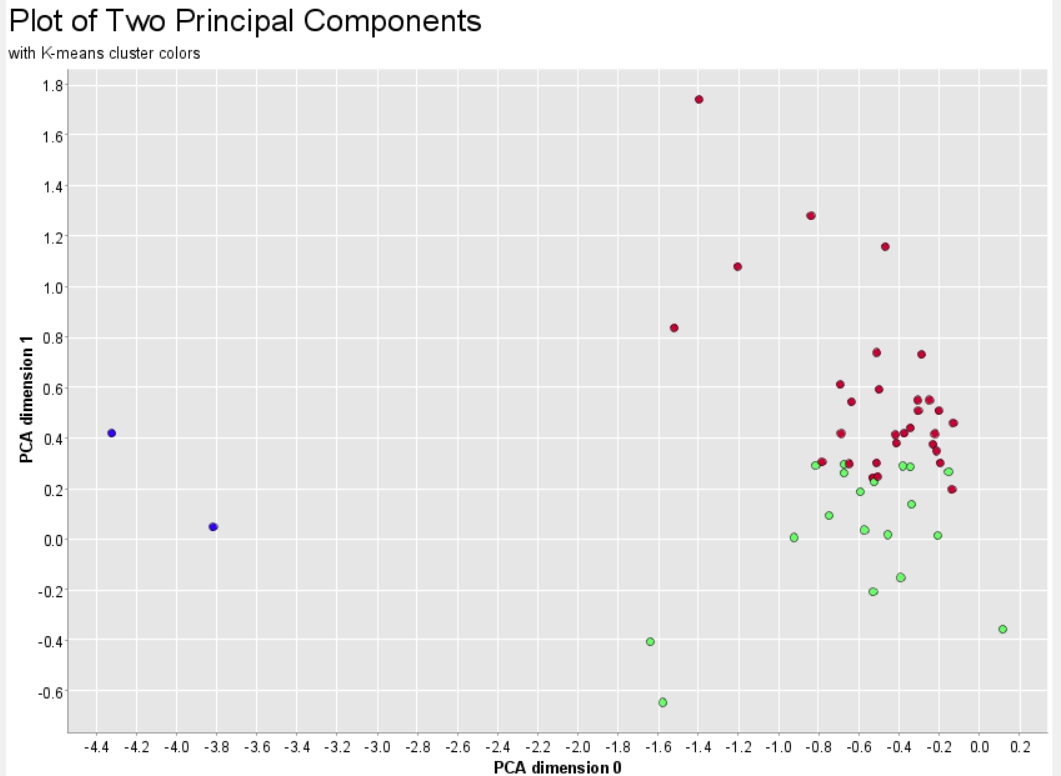 Plot of Two Principal Components
with K-means cluster colors
1.8
1.6
1.4
1.2
1.0
0.8
0.6
0.4
0.2
0.0
-0.2
-0.4
-0.6
PCA dimension 1
-4.4 -4.2 -4.0 -3.8 -3.6 -3.4 -3.2 -3.0 -2.8 -2.6 -2.4 -2.2 -2.0 -1.8 -1.6 -1.4 -1.2 -1.0 -0.8 -0.6 -0.4 -0.2 0.0 0.2
PCA dimension 0